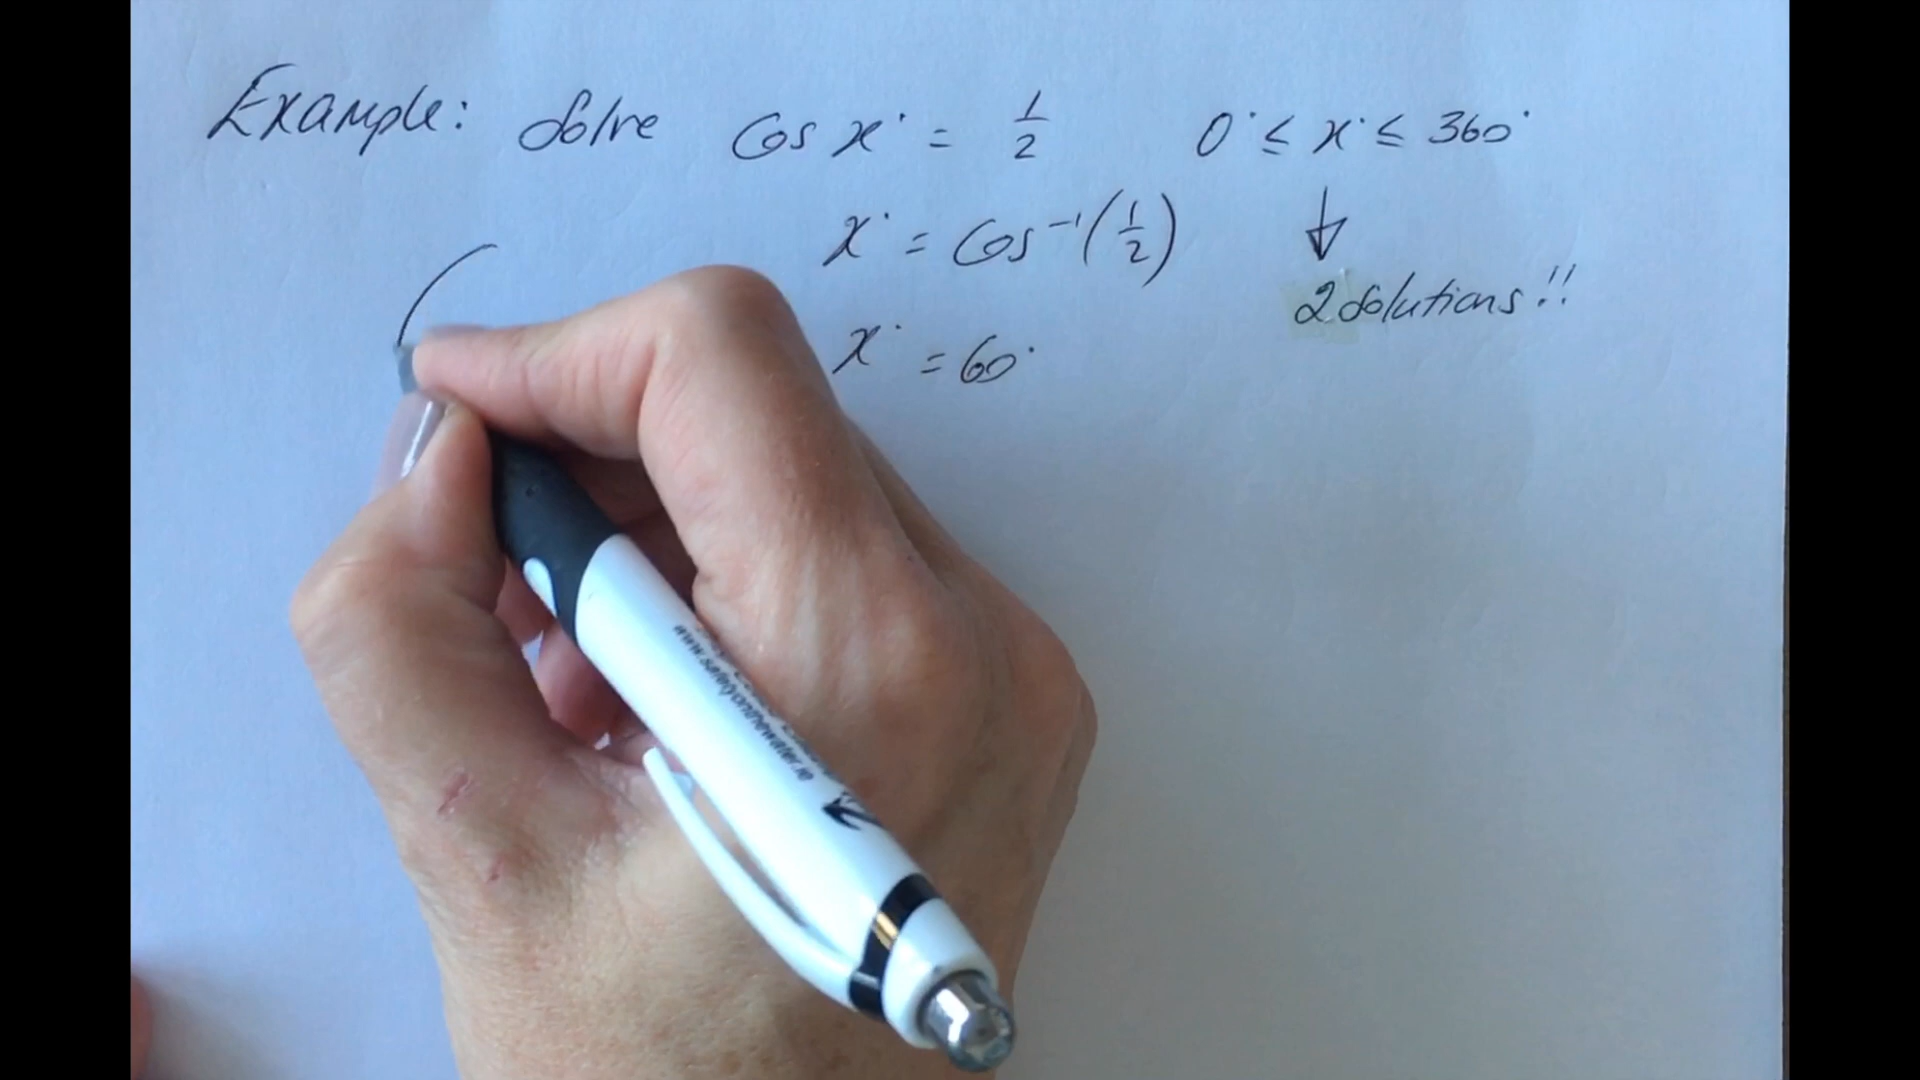 Example: Solve cos x° = 1/2 0° ≤ x° ≤ 360°
x° = cos⁻¹(1/2)
2 solutions!!
x° = 60°